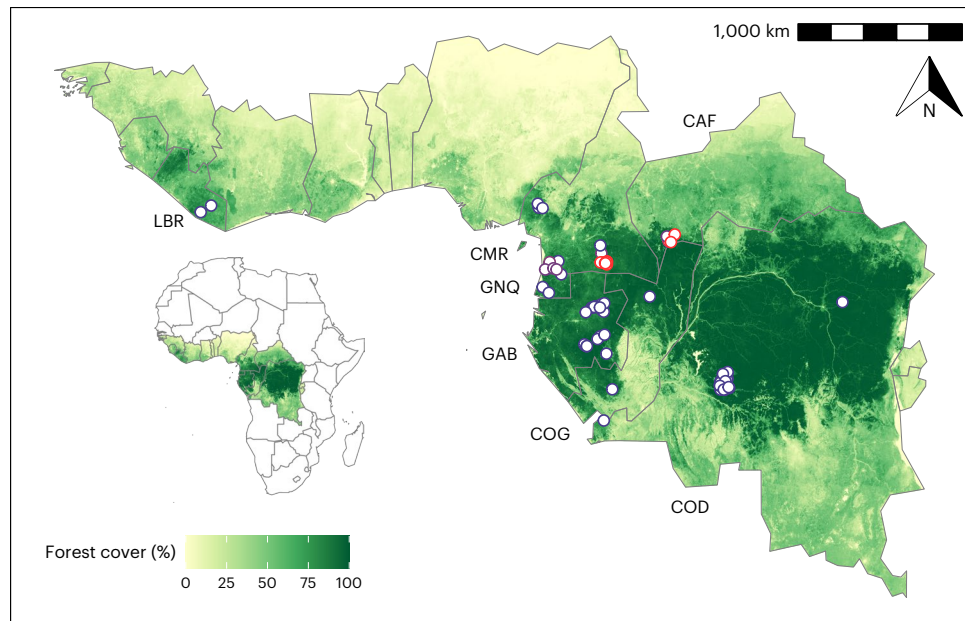 1,000 km
N
CAF
LBR
CMR
GNQ
GAB
COG
COD
Forest cover (%)
0 25 50 75 100